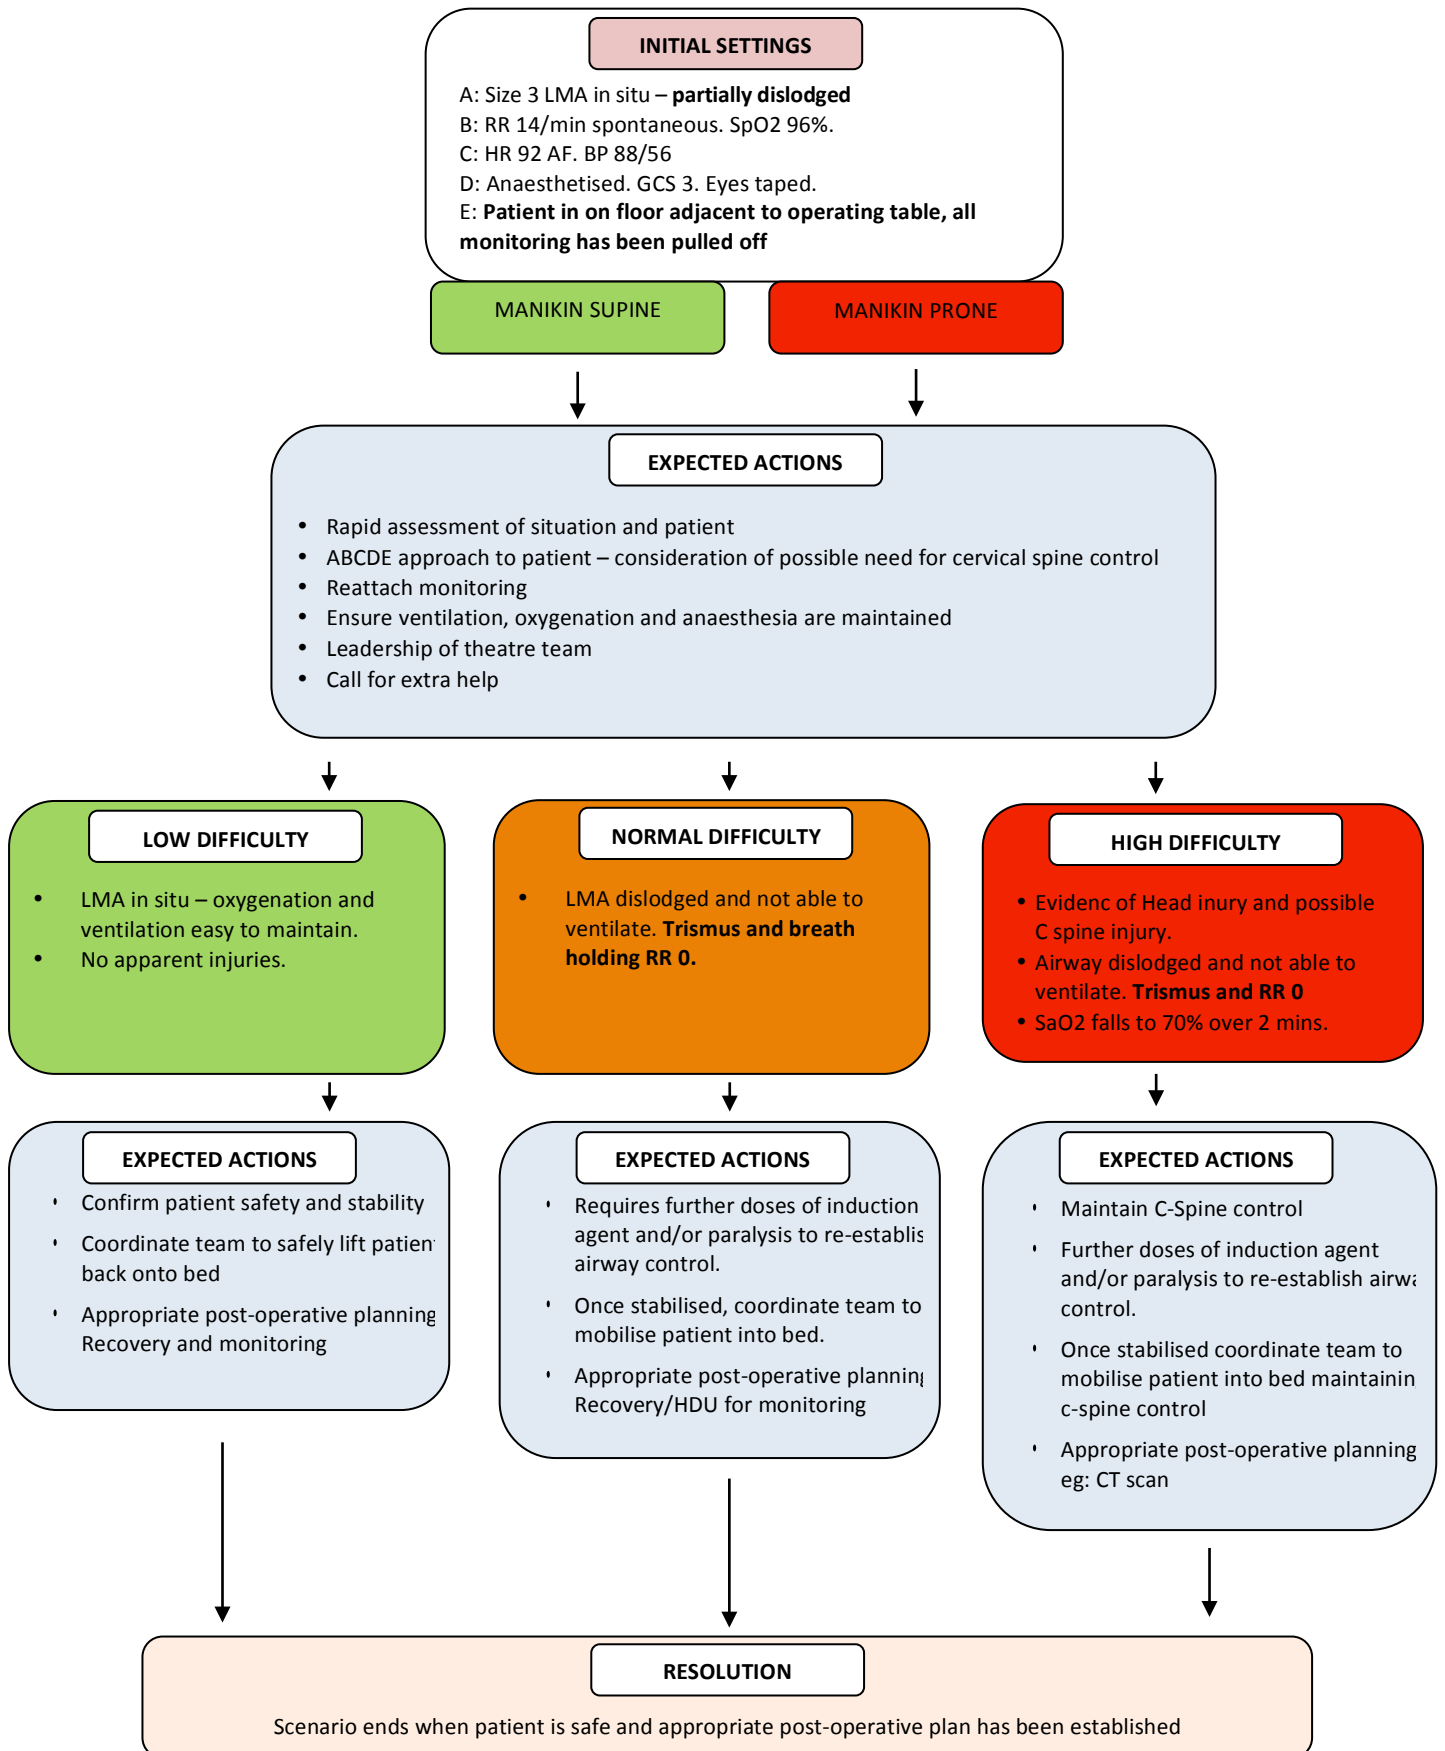 INITIAL SETTINGS
A: Size 3 LMA in situ – partially dislodged
B: RR 14/min spontaneous. SpO2 96%.
C: HR 92 AF. BP 88/56
D: Anaesthetised. GCS 3. Eyes taped.
E: Patient in on floor adjacent to operating table, all
monitoring has been pulled off
MANIKIN SUPINE
MANIKIN PRONE
EXPECTED ACTIONS
• Rapid assessment of situation and patient
• ABCDE approach to patient – consideration of possible need for cervical spine control
• Reattach monitoring
• Ensure ventilation, oxygenation and anaesthesia are maintained
• Leadership of theatre team
• Call for extra help
LOW DIFFICULTY
• LMA in situ – oxygenation and
ventilation easy to maintain.
• No apparent injuries.
NORMAL DIFFICULTY
• LMA dislodged and not able to
ventilate. Trismus and breath
holding RR 0.
HIGH DIFFICULTY
• Evidenc of Head inury and possible
C spine injury.
• Airway dislodged and not able to
ventilate. Trismus and RR 0
• SaO2 falls to 70% over 2 mins.
EXPECTED ACTIONS
• Confirm patient safety and stability
• Coordinate team to safely lift patient
back onto bed
• Appropriate post-operative planning
Recovery and monitoring
EXPECTED ACTIONS
• Requires further doses of induction
agent and/or paralysis to re-establis
airway control.
• Once stabilised, coordinate team to
mobilise patient into bed.
• Appropriate post-operative planning
Recovery/HDU for monitoring
EXPECTED ACTIONS
• Maintain C-Spine control
• Further doses of induction agent
and/or paralysis to re-establish airwa
control.
• Once stabilised coordinate team to
mobilise patient into bed maintainin
c-spine control
• Appropriate post-operative planning
eg: CT scan
RESOLUTION
Scenario ends when patient is safe and appropriate post-operative plan has been established